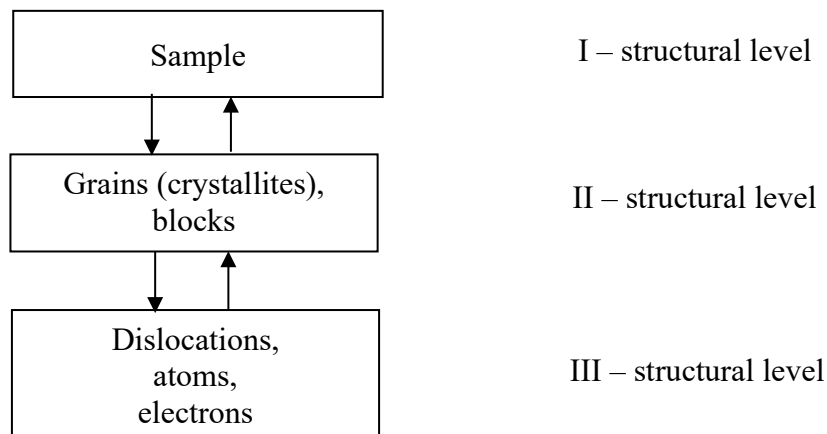 Sample
I – structural level
Grains (crystallites),
blocks
II – structural level
Dislocations,
atoms,
electrons
III – structural level